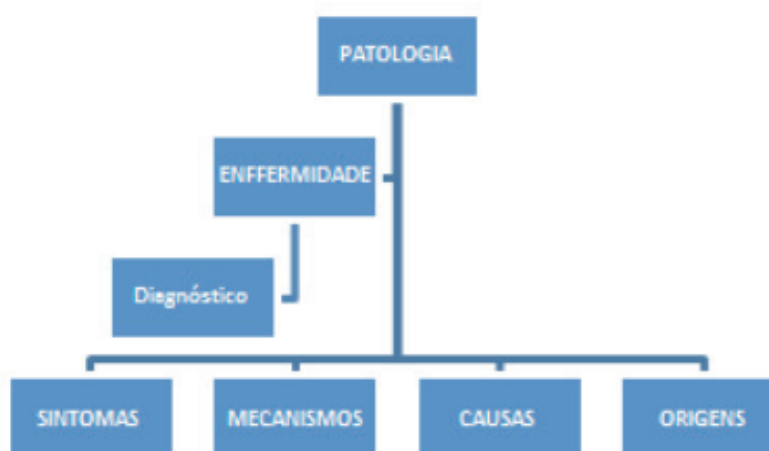 PATOLOGIA
ENFFERMIDADE
Diagnóstico
SINTOMAS
MECANISMOS
CAUSAS
ORIGENS